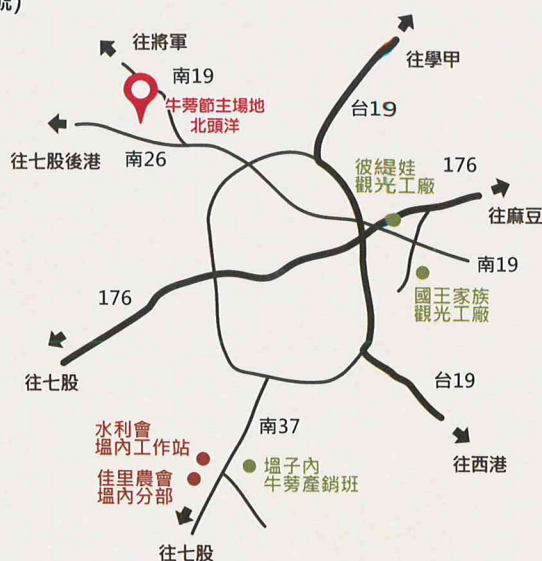 號)
往將軍
南19
牛蒡節主場地
北頭洋
往學甲
台19
往七股後港
南26
彼緹娃
觀光工廠
176
往麻豆
南19
國王家族
觀光工廠
176
往七股
台19
往西港
水利會
塭內工作站
南37
佳里農會
塭內分部
塭子內
牛蒡產銷班
往七股